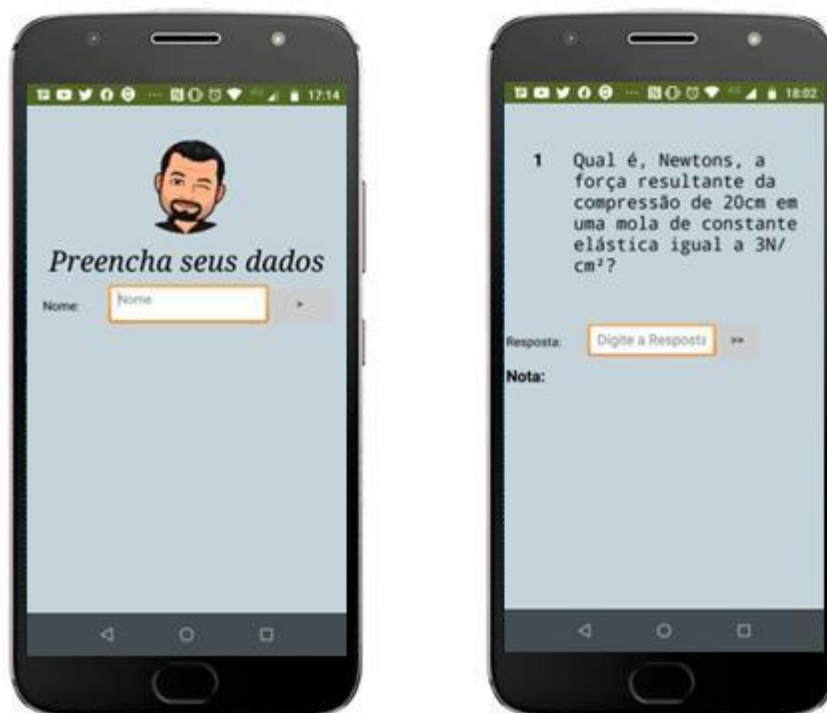 17:14
Preencha seus dados
Nome:
Nome
>
18:02
1
Qual é, Newtons, a
força resultante da
compressão de 20cm em
uma mola de constante
elástica igual a 3N/
cm²?
Resposta:
Digite a Resposta
>>
Nota: